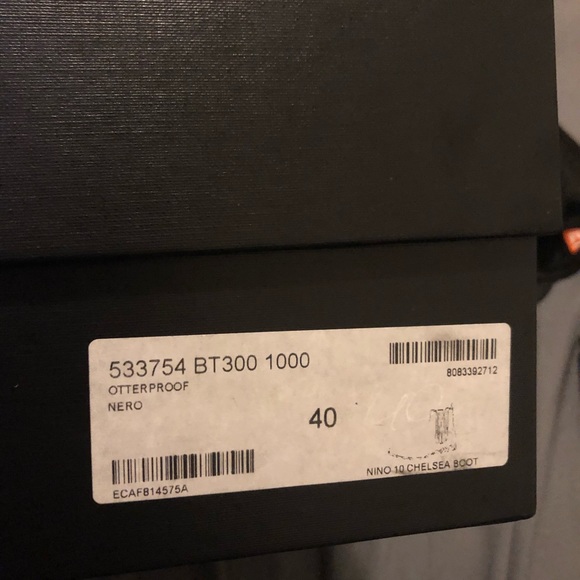 533754 BT300 1000
OTTERPROOF
NERO
8083392712
40
ECAF814575A
NINO 10 CHELSEA BOOT